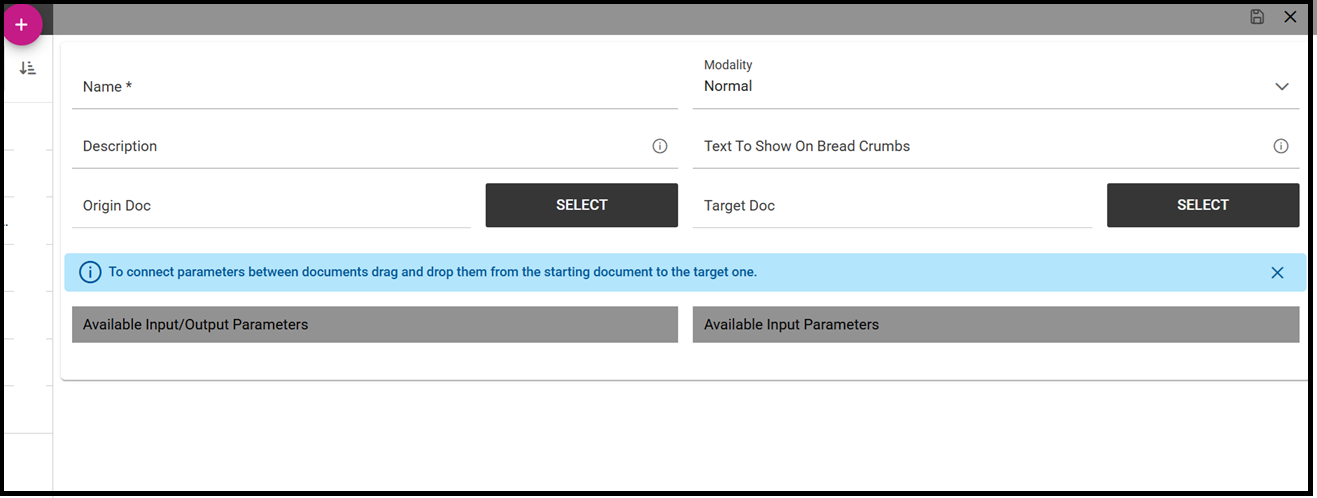 Name *
Modality
Normal
Description
Text To Show On Bread Crumbs
Origin Doc
SELECT
Target Doc
SELECT
To connect parameters between documents drag and drop them from the starting document to the target one.
Available Input/Output Parameters
Available Input Parameters